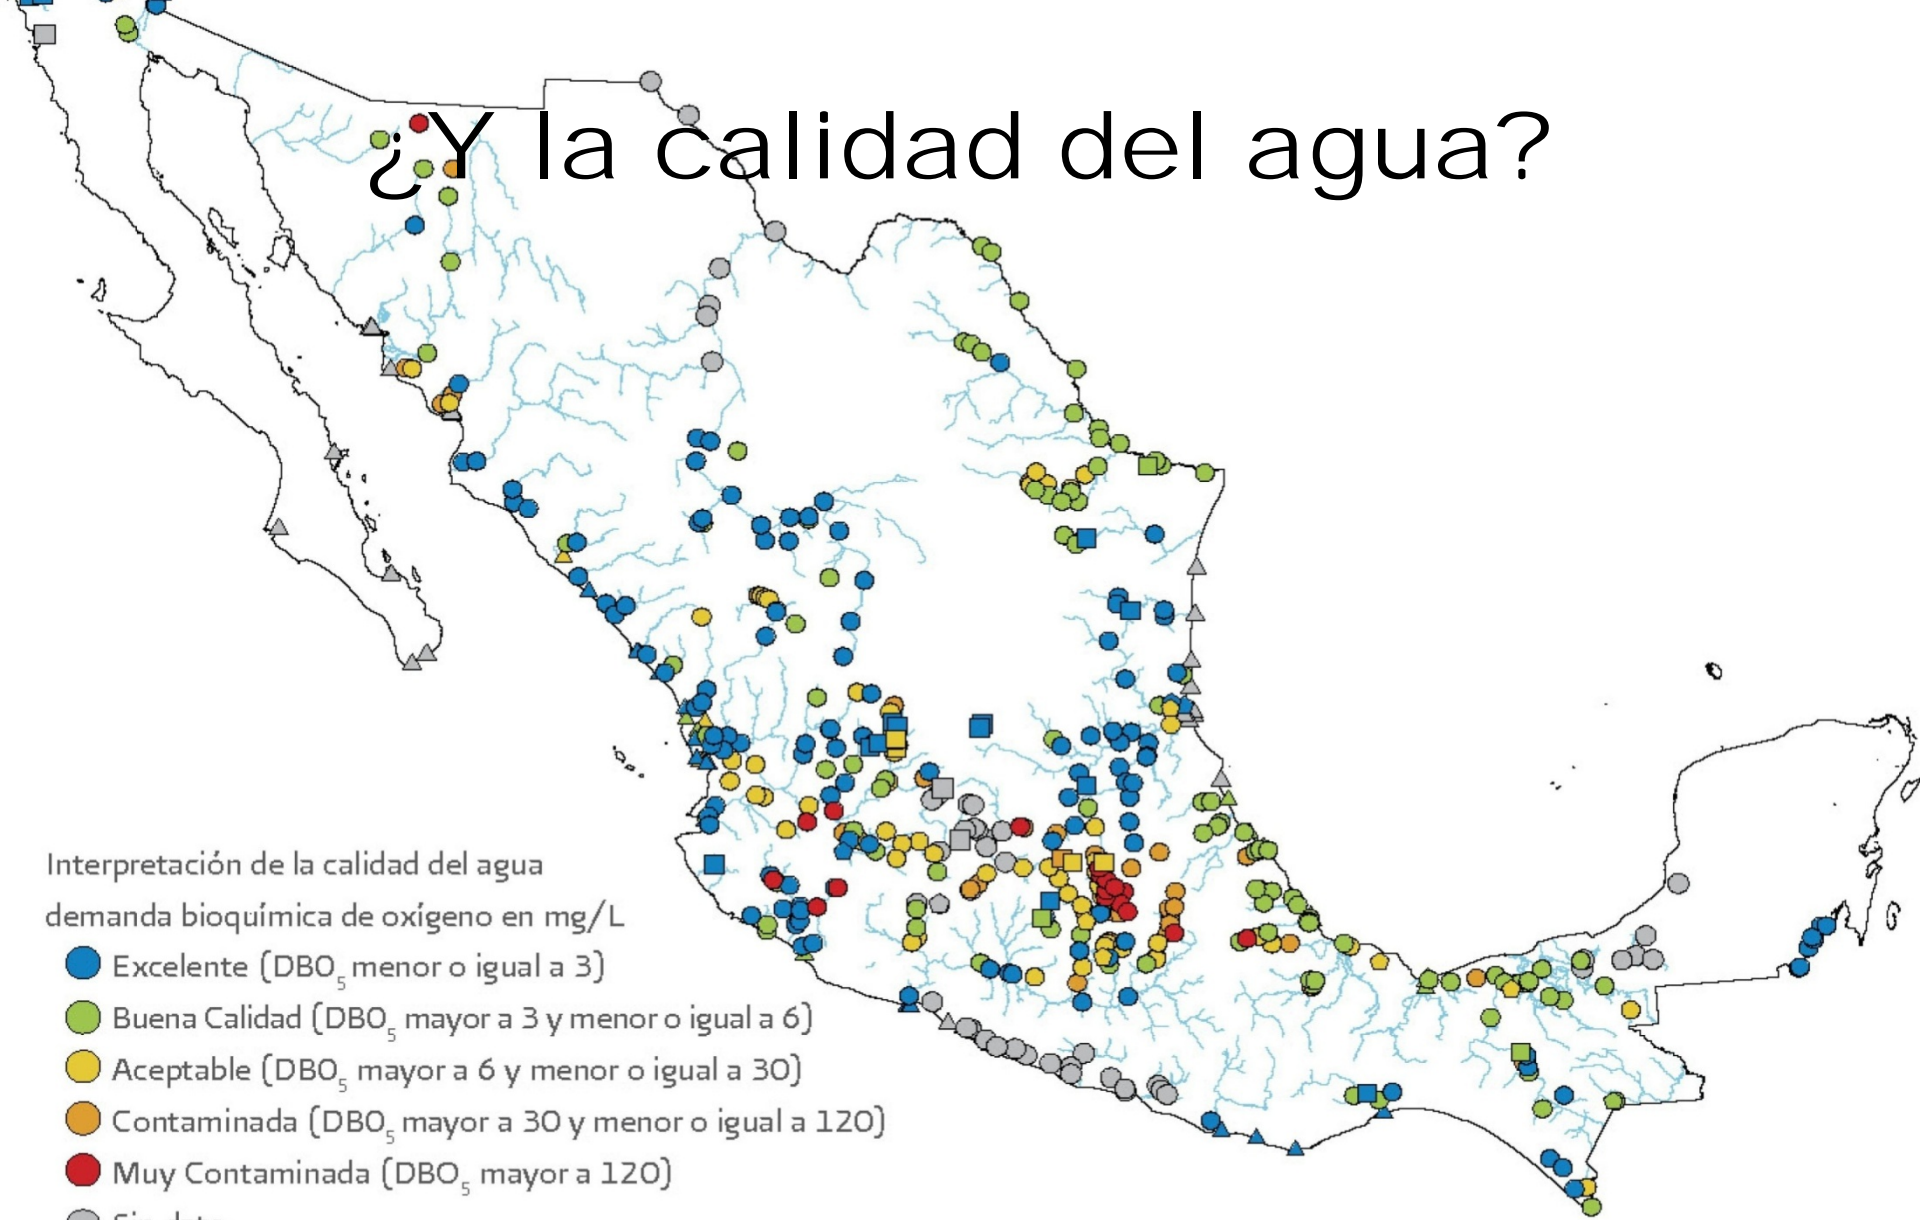 ¿Y la calidad del agua?
Interpretación de la calidad del agua
demanda bioquímica de oxígeno en mg/L
Excelente (DBO₅ menor o igual a 3)
Buena Calidad (DBO₅ mayor a 3 y menor o igual a 6)
Aceptable (DBO₅ mayor a 6 y menor o igual a 30)
Contaminada (DBO₅ mayor a 30 y menor o igual a 120)
Muy Contaminada (DBO₅ mayor a 120)